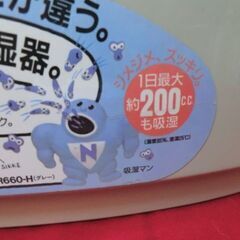 が違う。
湿器。
ジメジメ、スッキリ。
1日最大
約200cc
も吸湿
N
R660-H(グレー)
吸湿マン